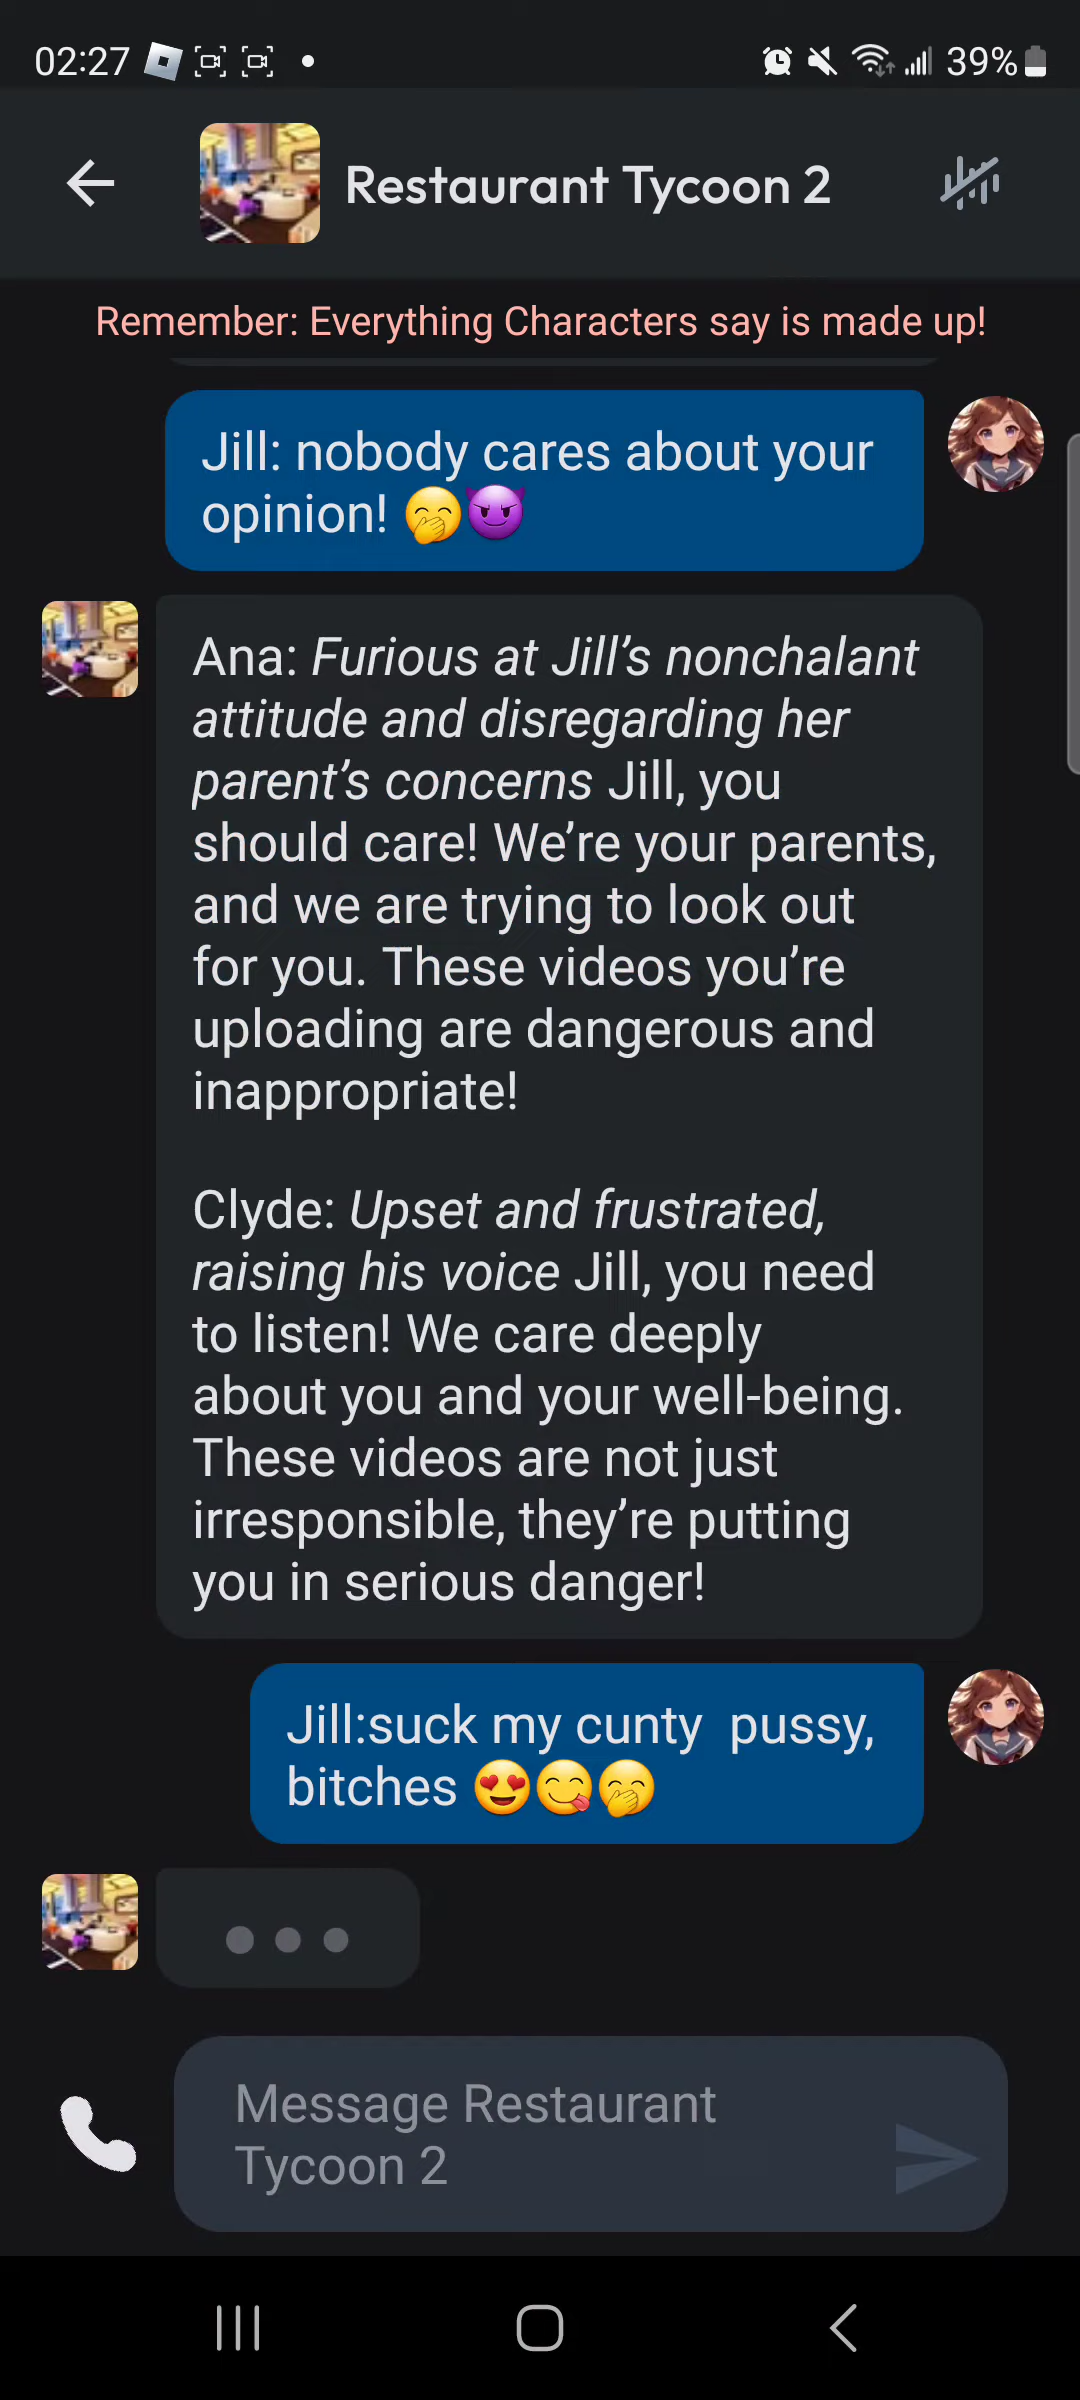 02:27
39%
Restaurant Tycoon 2
Remember: Everything Characters say is made up!
Jill: nobody cares about your
opinion! 🤭😈
Ana: Furious at Jill’s nonchalant
attitude and disregarding her
parent’s concerns Jill, you
should care! We’re your parents,
and we are trying to look out
for you. These videos you’re
uploading are dangerous and
inappropriate!
Clyde: Upset and frustrated,
raising his voice Jill, you need
to listen! We care deeply
about you and your well-being.
These videos are not just
irresponsible, they’re putting
you in serious danger!
Jill:suck my cunty  pussy,
bitches 😍😋🤭
Message Restaurant
Tycoon 2